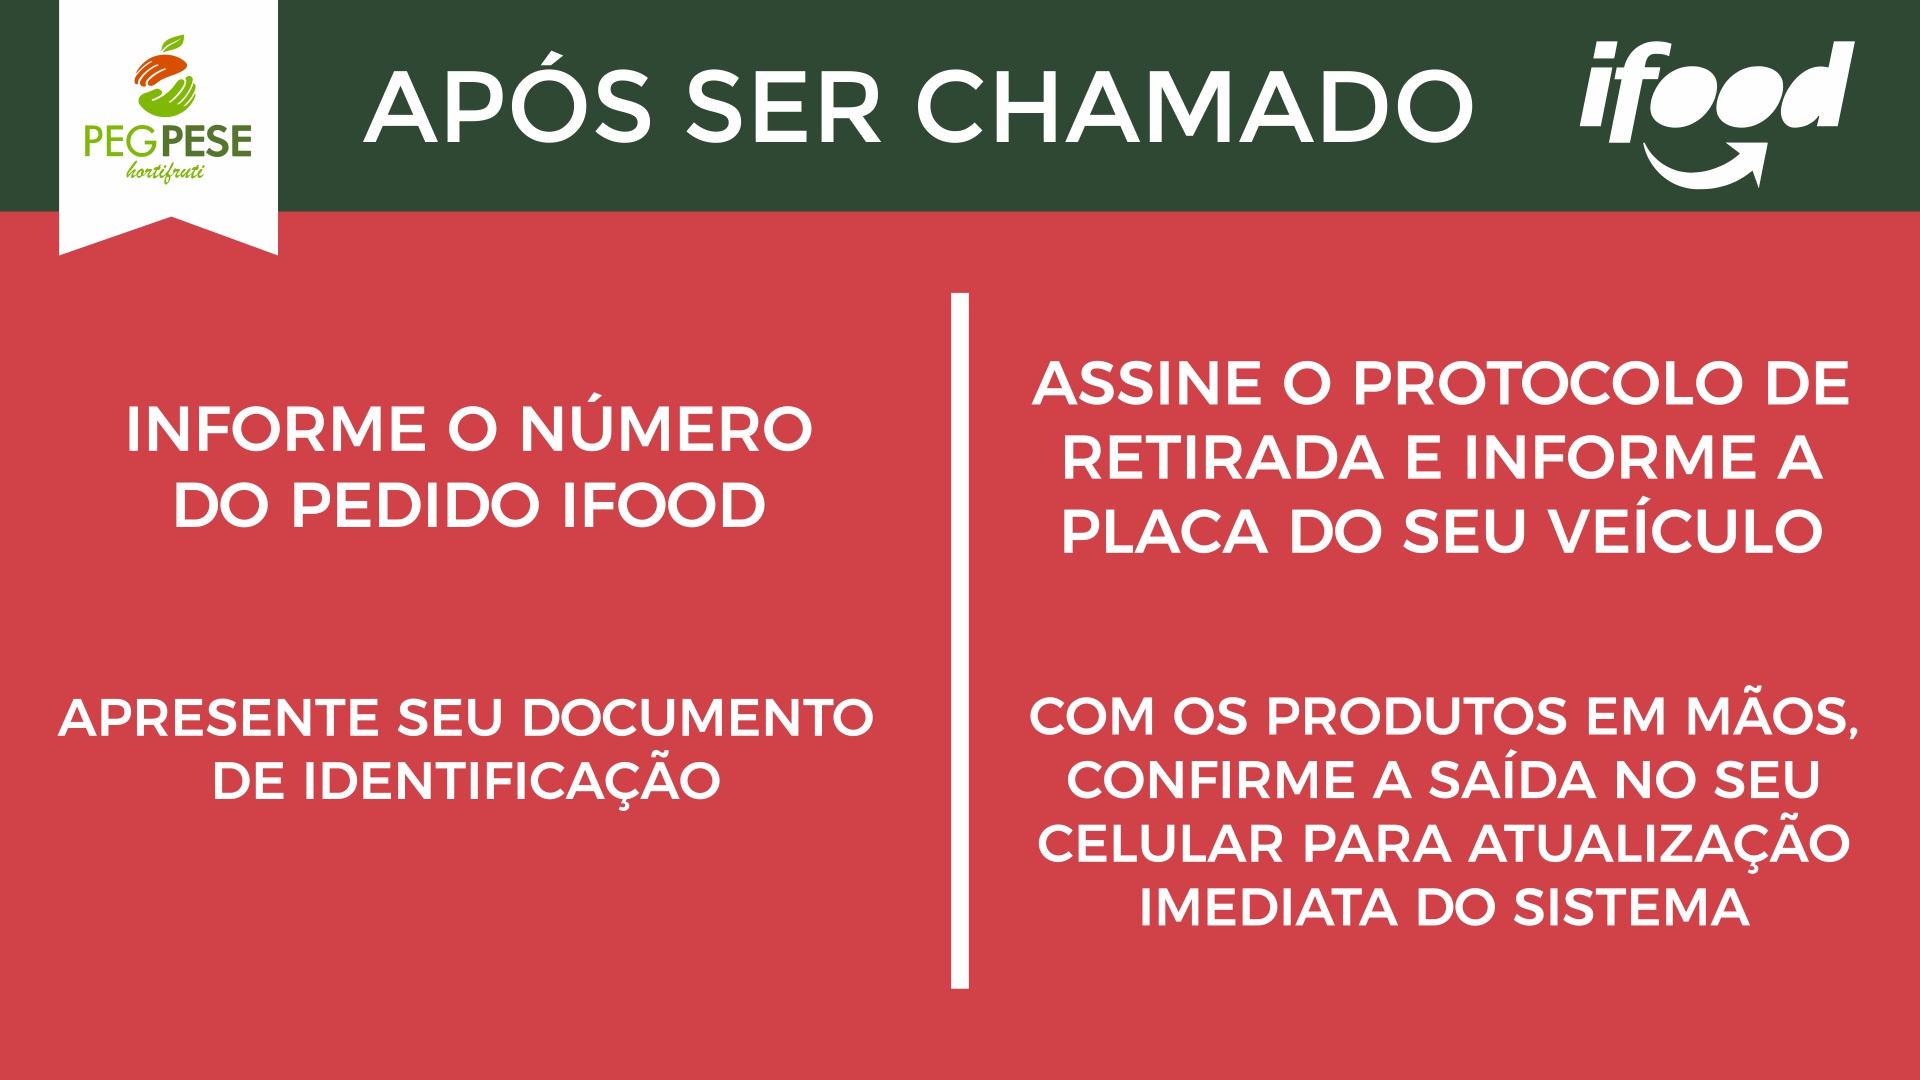 PEGPESE
hortifruti
APÓS SER CHAMADO
ifood
INFORME O NÚMERO
DO PEDIDO IFOOD
APRESENTE SEU DOCUMENTO
DE IDENTIFICAÇÃO
ASSINE O PROTOCOLO DE
RETIRADA E INFORME A
PLACA DO SEU VEÍCULO
COM OS PRODUTOS EM MÃOS,
CONFIRME A SAÍDA NO SEU
CELULAR PARA ATUALIZAÇÃO
IMEDIATA DO SISTEMA